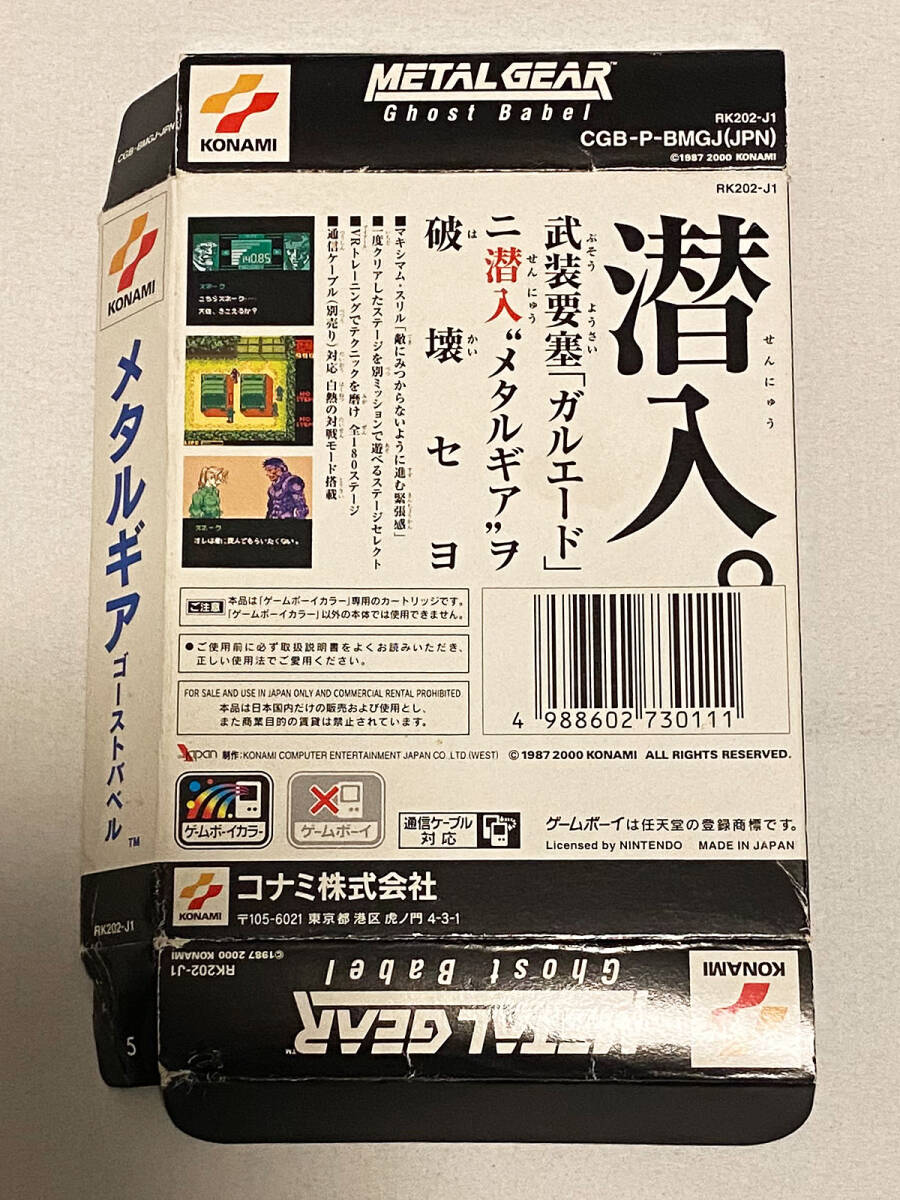 KONAMI
METAL GEAR™
Ghost Babel
RK202-J1
CGB-P-BMGJ(JPN)
©1987 2000 KONAMI
CGB-BMGJ-JPN
KONAMI
メタルギア
ゴーストバベル™
RK202-J1
5
RK202-J1
潜入。
せんにゅう
武装要塞「ガルエード」
ぶそう ようさい
ニ潜入“メタルギア”ヲ
せんにゅう
破壊セヨ
は かい
■マキシマム・スリル「敵にみつからないように進む緊張感」
■一度クリアしたステージを別ミッションで遊べるステージセレクト
■VRトレーニングでテクニックを磨け 全180ステージ
■通信ケーブル(別売り)対応 白熱の対戦モード搭載
140.85
スネーク
こちらスネーク‥‥
大佐、きこえるか?
スネーク
オレは君に読んでもらいたくない。
ご注意
本品は「ゲームボーイカラー」専用のカートリッジです。
「ゲームボーイカラー」以外の本体では使用できません。
●ご使用前に必ず取扱説明書をよくお読みいただき、
正しい使用法でご愛用ください。
FOR SALE AND USE IN JAPAN ONLY AND COMMERCIAL RENTAL PROHIBITED.
本品は日本国内だけの販売および使用とし、
また商業目的の賃貸は禁止されています。
4 988602 730111
Japan 制作:KONAMI COMPUTER ENTERTAINMENT JAPAN CO.,LTD (WEST) ©1987 2000 KONAMI ALL RIGHTS RESERVED.
ゲームボーイカラー
ゲームボーイ
通信ケーブル
対応
ゲームボーイは任天堂の登録商標です。
Licensed by NINTENDO MADE IN JAPAN
KONAMI
コナミ株式会社
〒105-6021 東京都港区虎ノ門 4-3-1
KONAMI
METAL GEAR™
Ghost Babel
RK202-J1
©1987 2000 KONAMI